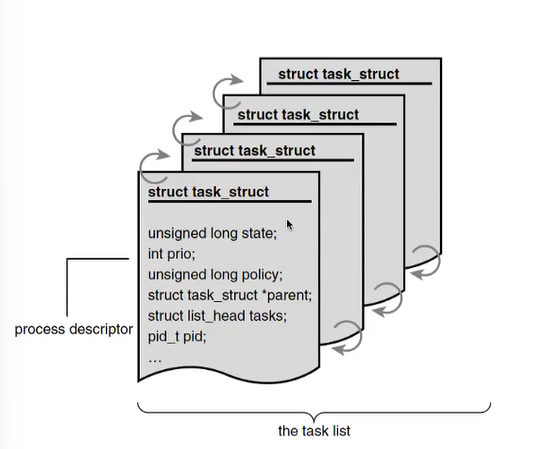 struct task_struct
struct task_struct
struct task_struct
struct task_struct
unsigned long state;
int prio;
unsigned long policy;
struct task_struct *parent;
struct list_head tasks;
pid_t pid;
...
process descriptor
the task list